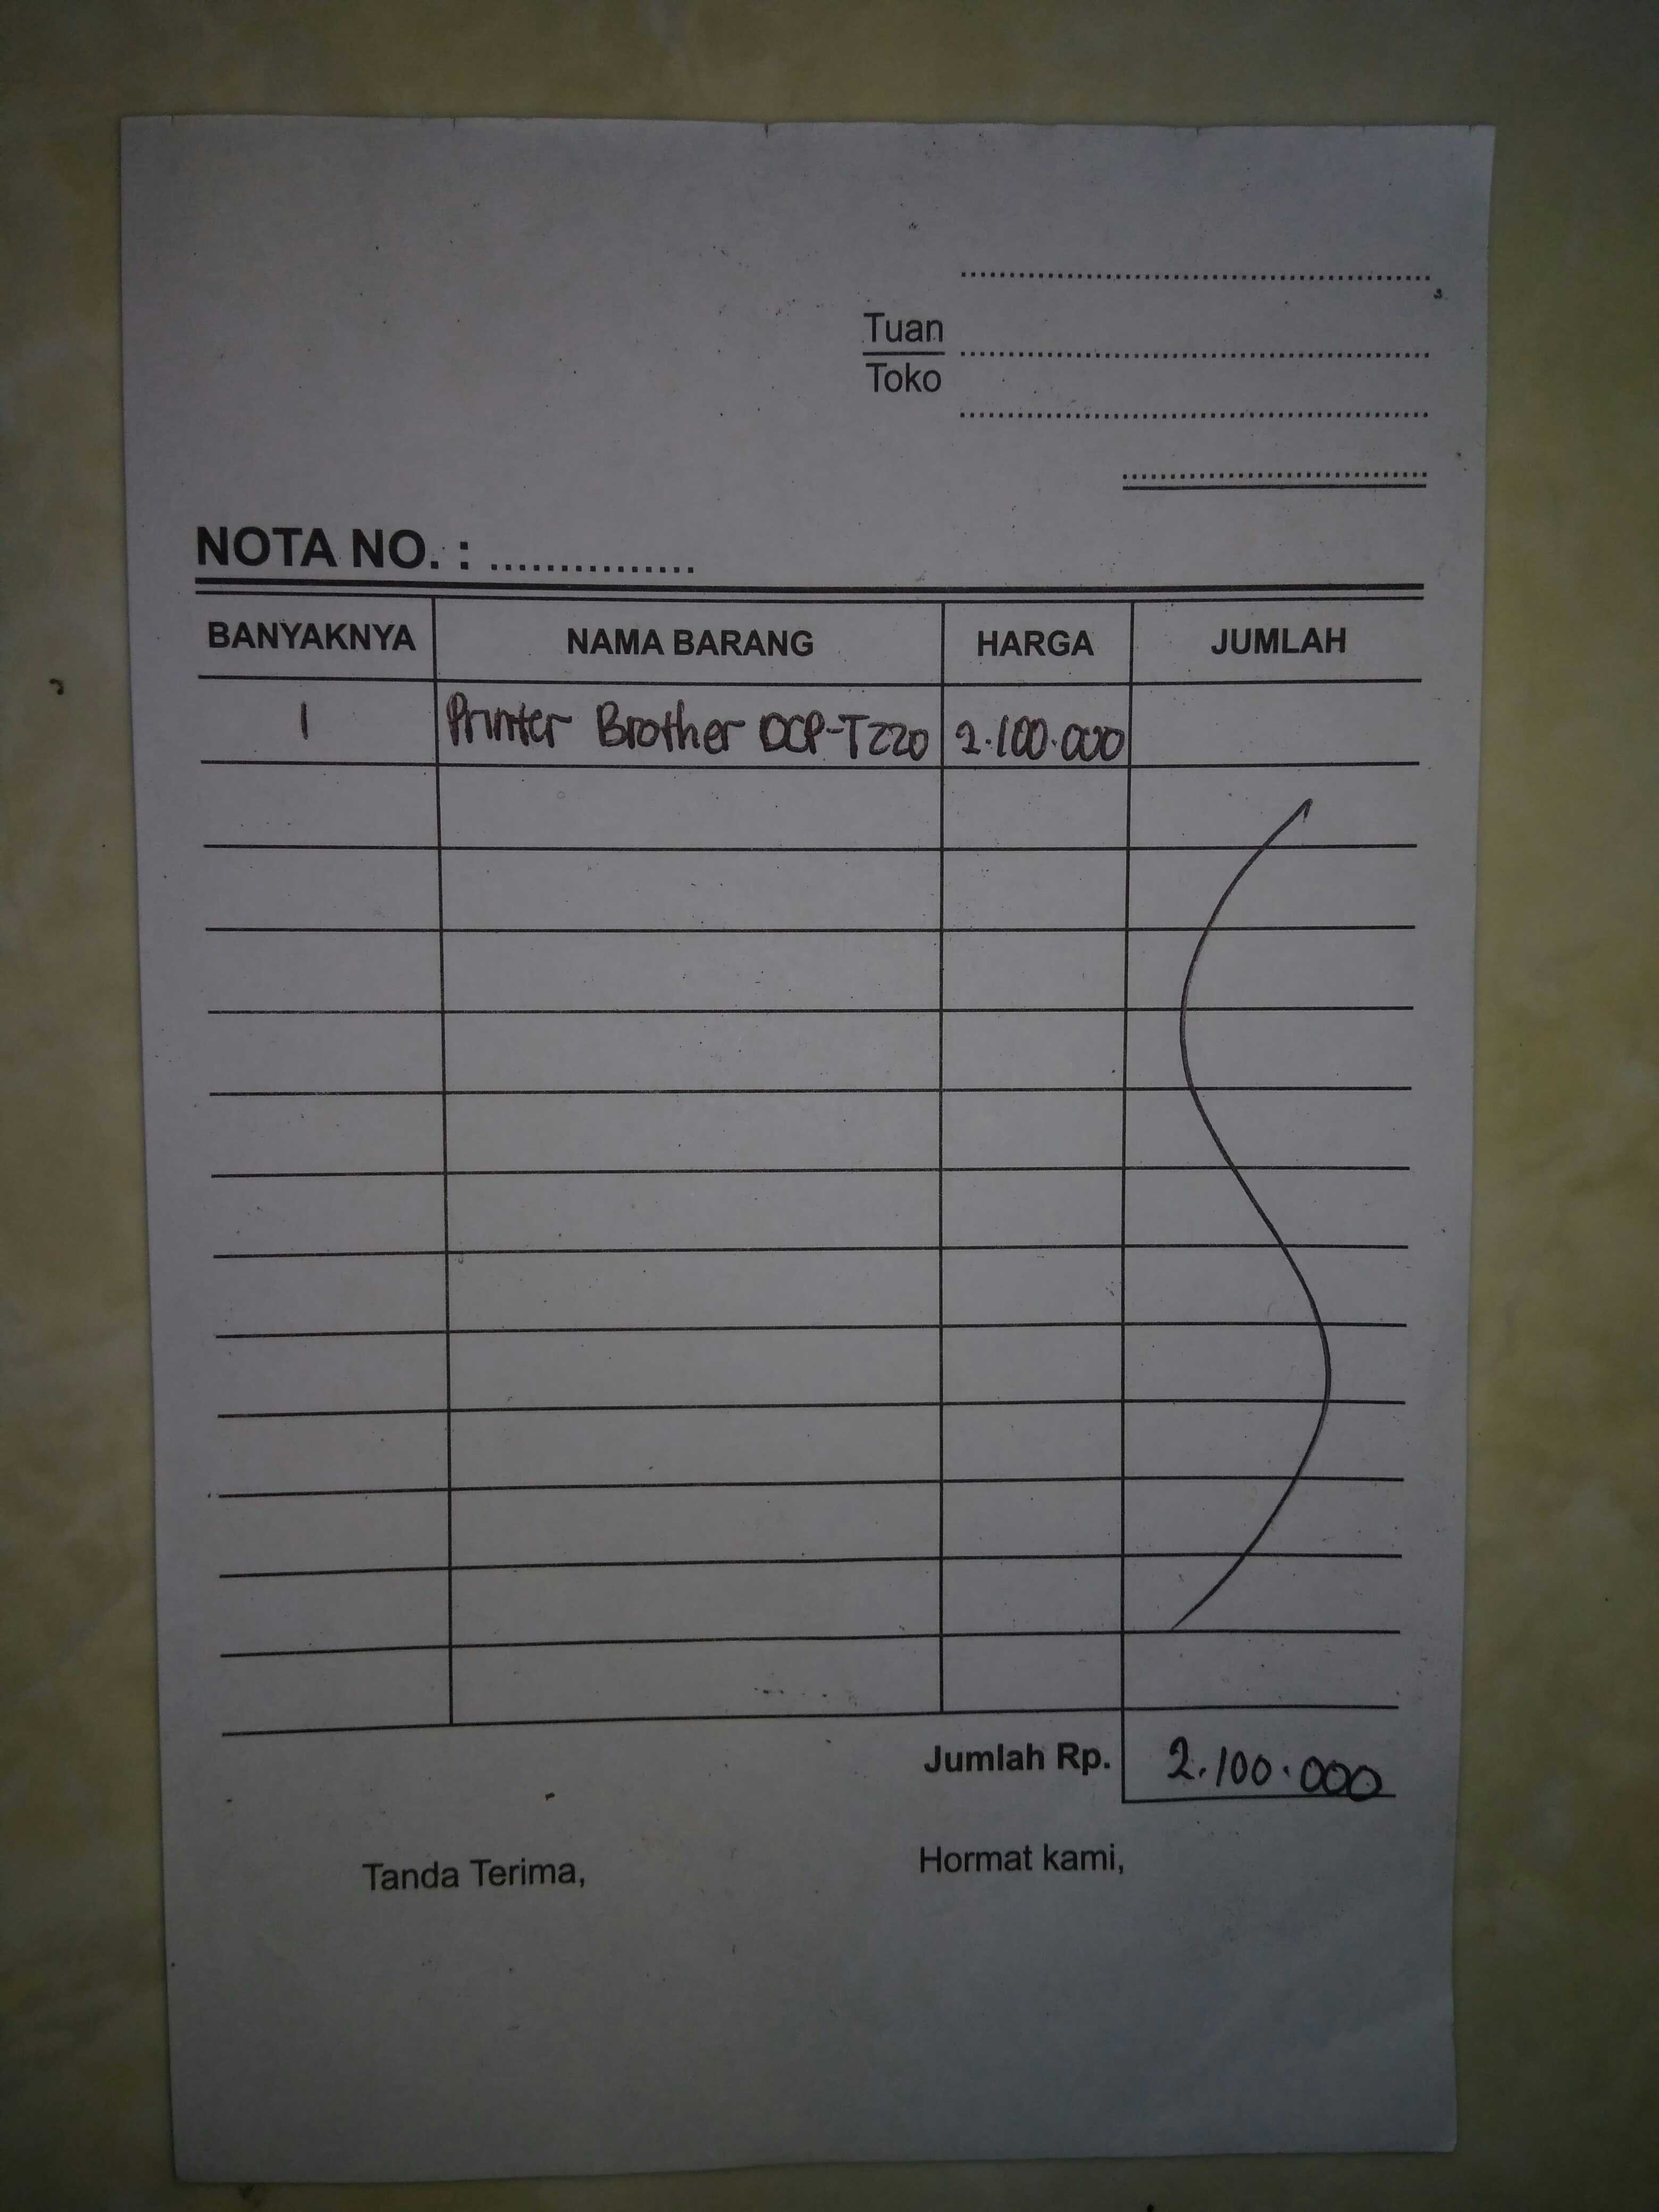 Tuan
Toko
NOTA NO. : ...............
BANYAKNYA NAMA BARANG HARGA JUMLAH
1 Printer Brother DCP-T220 2.100.000
Jumlah Rp. 2.100.000
Tanda Terima, Hormat kami,